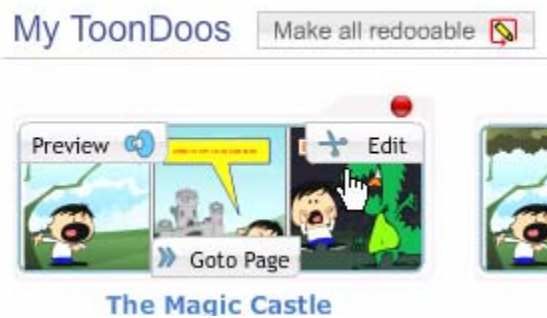 My ToonDoos
Make all redooable
Preview
Edit
Goto Page
The Magic Castle